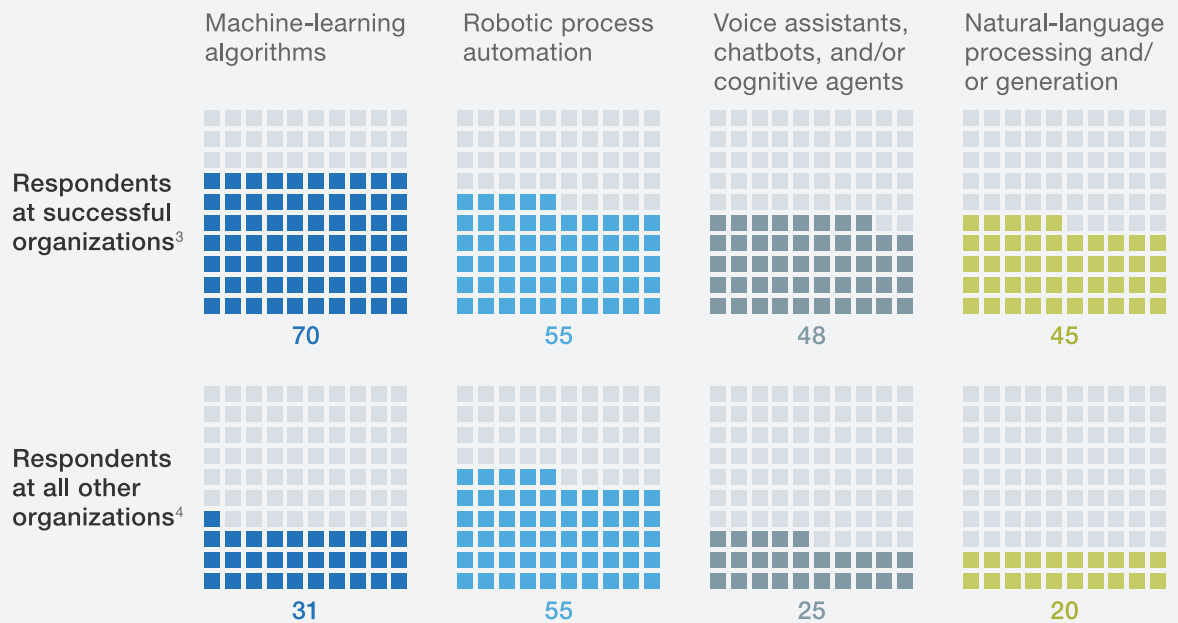 Machine-learning
algorithms
Robotic process
automation
Voice assistants,
chatbots, and/or
cognitive agents
Natural-language
processing and/
or generation
Respondents
at successful
organizations³
70
55
48
45
Respondents
at all other
organizations⁴
31
55
25
20